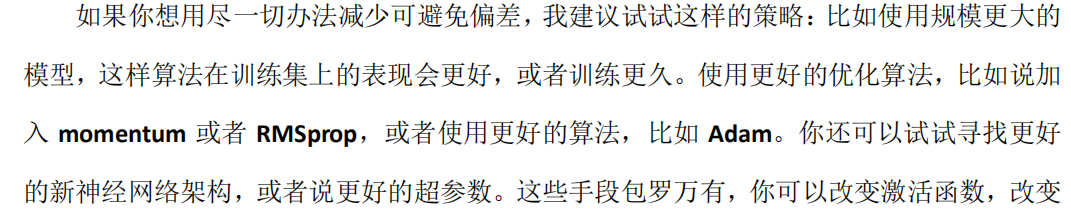 如果你想用尽一切办法减少可避免偏差，我建议试试这样的策略：比如使用规模更大的
模型，这样算法在训练集上的表现会更好，或者训练更久。使用更好的优化算法，比如说加
入 momentum 或者 RMSprop，或者使用更好的算法，比如 Adam。你还可以试试寻找更好
的新神经网络架构，或者说更好的超参数。这些手段包罗万有，你可以改变激活函数，改变